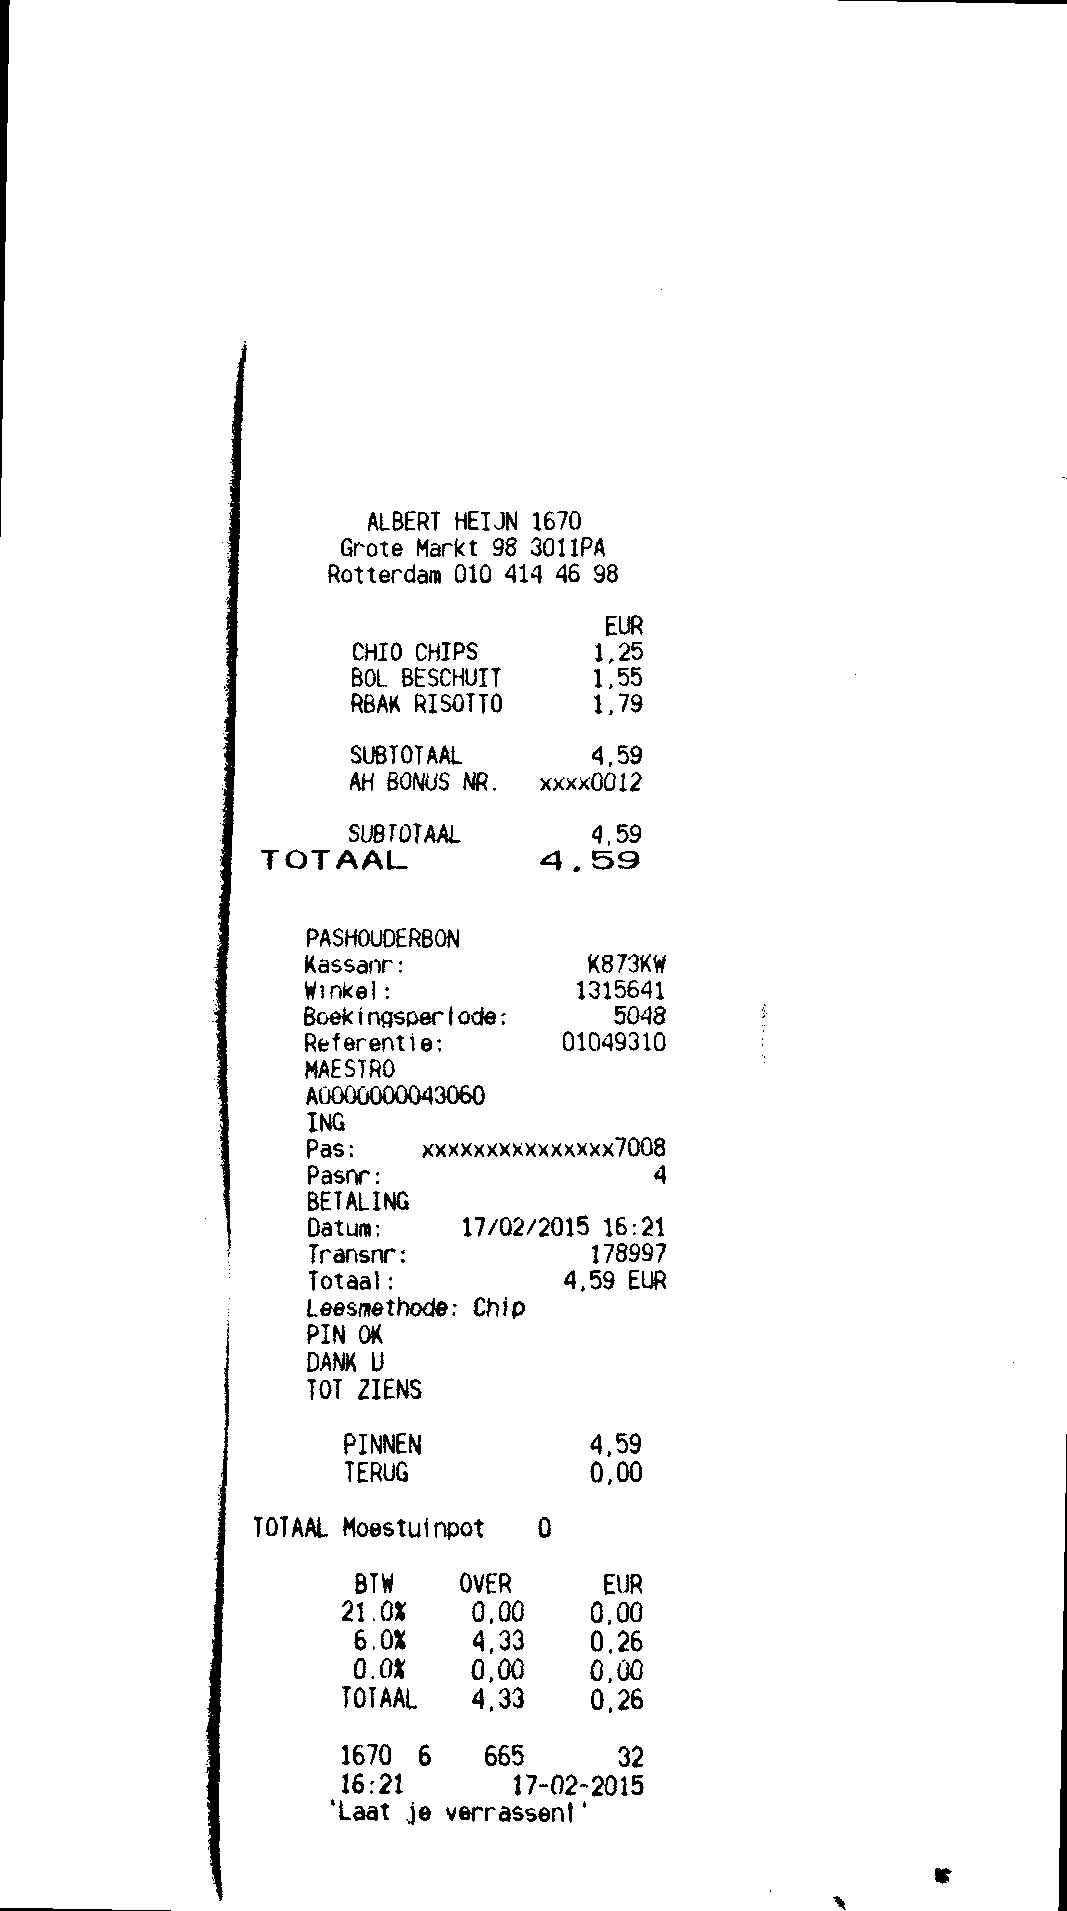 ALBERT HEIJN 1670
Grote Markt 98 3011PA
Rotterdam 010 414 46 98
EUR
CHIO CHIPS 1,25
BOL BESCHUIT 1,55
RBAK RISOTTO 1,79
SUBTOTAAL 4,59
AH BONUS NR. xxxx0012
SUBTOTAAL 4,59
TOTAAL 4.59
PASHOUDERBON
Kassanr: K873KW
Winkel: 1315641
Boekingsperiode: 5048
Referentie: 01049310
MAESTRO
A0000000043060
ING
Pas: xxxxxxxxxxxxxxx7008
Pasnr: 4
BETALING
Datum: 17/02/2015 16:21
Transnr: 178997
Totaal: 4,59 EUR
Leesmethode: Chip
PIN OK
DANK U
TOT ZIENS
PINNEN 4,59
TERUG 0,00
TOTAAL Moestuinpot 0
BTW OVER EUR
21.0% 0,00 0,00
6.0% 4,33 0,26
0.0% 0,00 0,00
TOTAAL 4,33 0,26
1670 6 665 32
16:21 17-02-2015
'Laat je verrassen!'